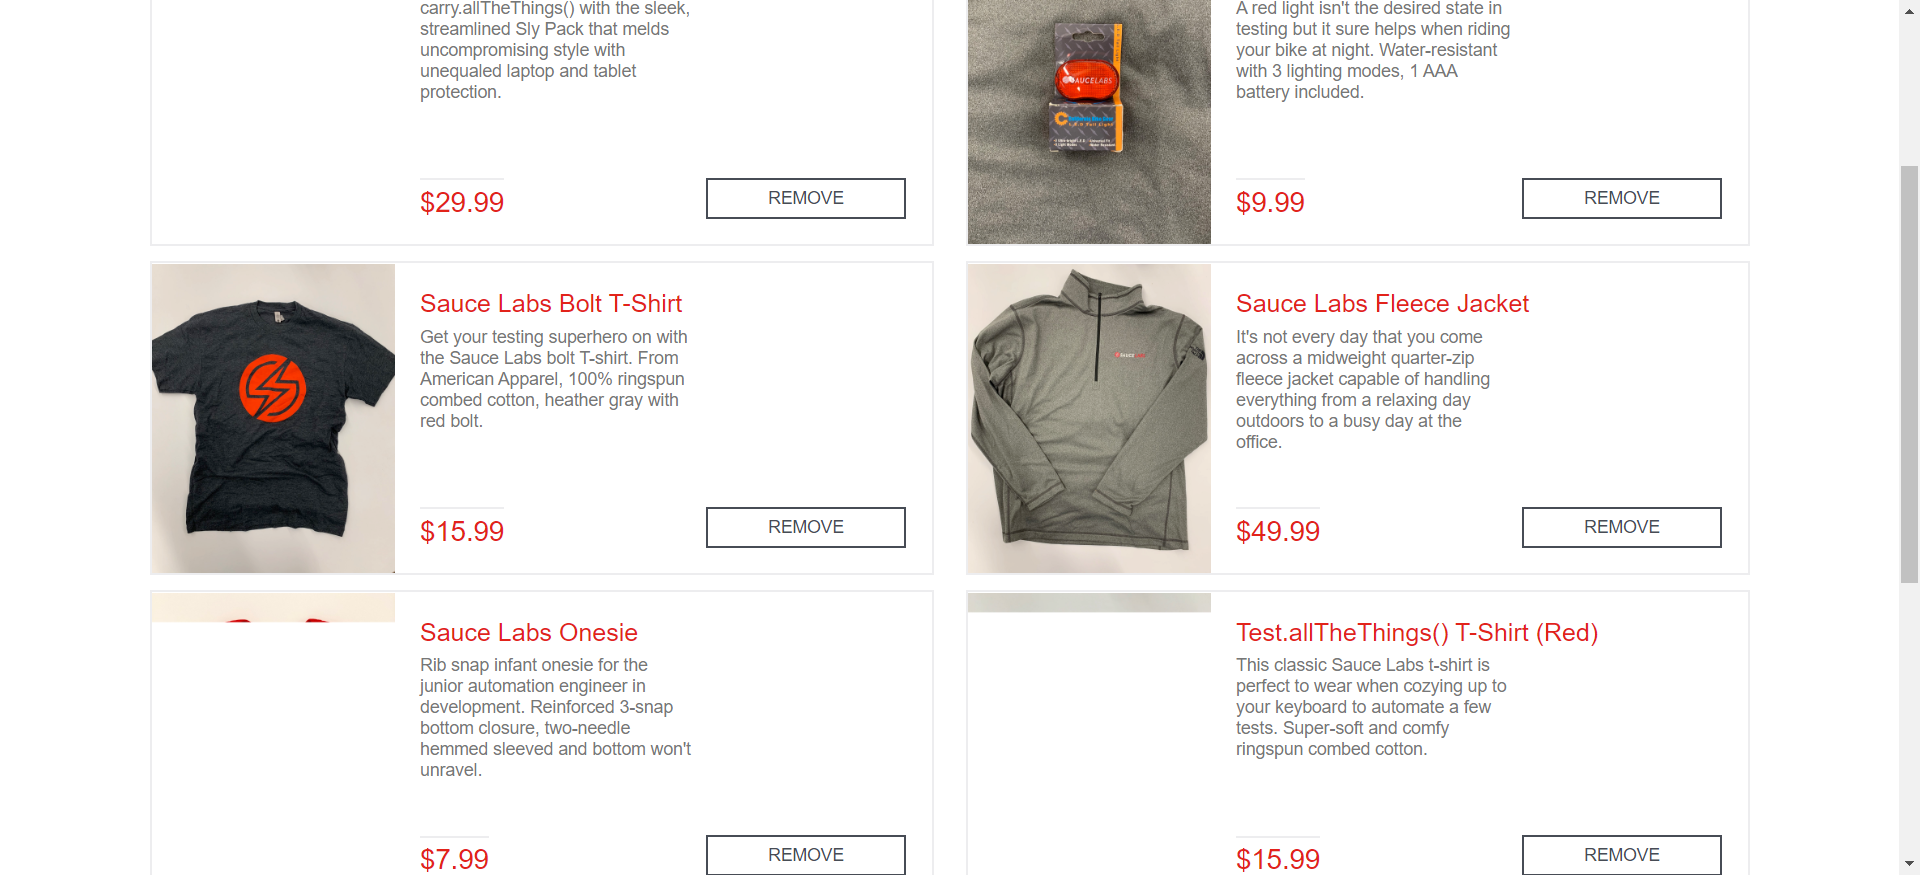 carry.allTheThings() with the sleek,
streamlined Sly Pack that melds
uncompromising style with
unequaled laptop and tablet
protection.
$29.99
REMOVE
SAUCELABS
A red light isn't the desired state in
testing but it sure helps when riding
your bike at night. Water-resistant
with 3 lighting modes, 1 AAA
battery included.
$9.99
REMOVE
Sauce Labs Bolt T-Shirt
Get your testing superhero on with
the Sauce Labs bolt T-shirt. From
American Apparel, 100% ringspun
combed cotton, heather gray with
red bolt.
$15.99
REMOVE
SAUCELABS
Sauce Labs Fleece Jacket
It's not every day that you come
across a midweight quarter-zip
fleece jacket capable of handling
everything from a relaxing day
outdoors to a busy day at the
office.
$49.99
REMOVE
Sauce Labs Onesie
Rib snap infant onesie for the
junior automation engineer in
development. Reinforced 3-snap
bottom closure, two-needle
hemmed sleeved and bottom won't
unravel.
$7.99
REMOVE
Test.allTheThings() T-Shirt (Red)
This classic Sauce Labs t-shirt is
perfect to wear when cozying up to
your keyboard to automate a few
tests. Super-soft and comfy
ringspun combed cotton.
$15.99
REMOVE